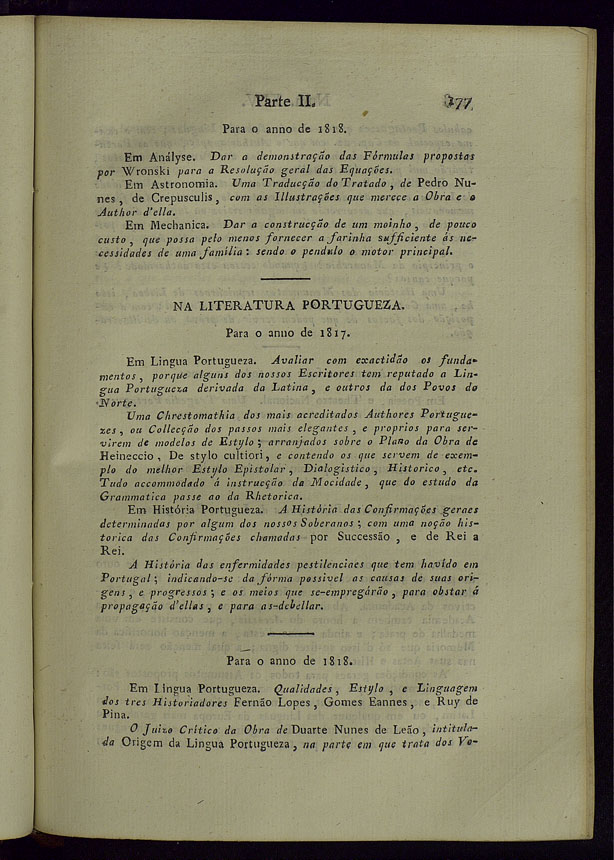 Parte II. 177
Para o anno de 1818.
Em Anályse. Dar a demonstração das Fórmulas propostas
por Wronski para a Resolução geral das Equações.
Em Astronomia. Uma Traducção do Tratado, de Pedro Nu-
nes, de Crepusculis, com as Illustrações que merece a Obra e o
Author d'ella.
Em Mechanica. Dar a construcção de um moinho, de pouco
custo, que possa pelo menos fornecer a farinha sufficiente ás ne-
cessidades de uma família: sendo o pendulo o motor principal.
NA LITERATURA PORTUGUEZA.
Para o anno de 1817.
Em Lingua Portugueza. Avaliar com exactidão os funda-
mentos, porque alguns dos nossos Escritores tem reputado a Lin-
gua Portugueza derivada da Latina, e outros da dos Povos do
Norte.
Uma Chrestomathia dos mais acreditados Authores Portugue-
zes, ou Collecção dos passos mais elegantes, e proprios para ser-
virem de modelos de Estylo; arranjados sobre o Plano da Obra de
Heineccio, De stylo cultiori, e contendo os que servem de exem-
plo do melhor Estylo Epistolar, Dialogistico, Historico, etc.
Tudo accommodado á instrucção da Mocidade, que do estudo da
Grammatica passe ao da Rhetorica.
Em História Portugueza. A História das Confirmações geraes
determinadas por algum dos nossos Soberanos; com uma noção his-
torica das Confirmações chamadas por Successão, e de Rei a
Rei.
A História das enfermidades pestilenciaes que tem havído em
Portugal; indicando-se da fórma possivel as causas de suas ori-
gens, e progressos; e os meios que se-empregárão, para obstar á
propagação d'ellas, e para as-debellar.
Para o anno de 1818.
Em Lingua Portugueza. Qualidades, Estylo, e Linguagem
dos tres Historiadores Fernão Lopes, Gomes Eannes, e Ruy de
Pina.
O Juizo Critico da Obra de Duarte Nunes de Leão, intitula-
da Origem da Lingua Portugueza, na parte em que trata dos Vo-